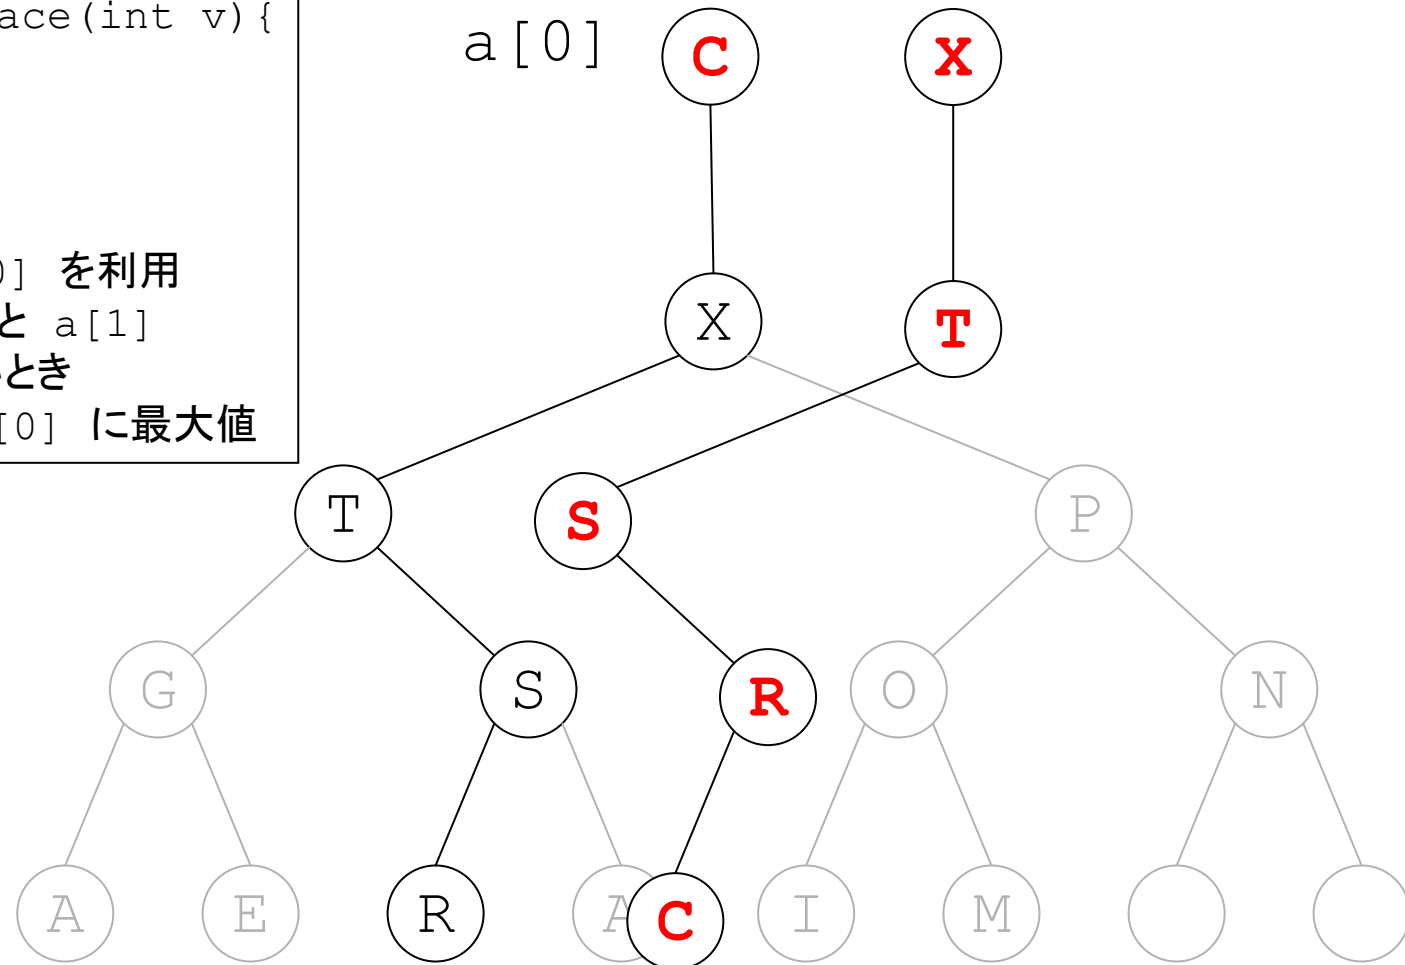 ace(int v){
0] を利用
と a[1]
とき
[0] に最大値
a[0]
C X
X T
T S P
G S R O N
A E R A C I M